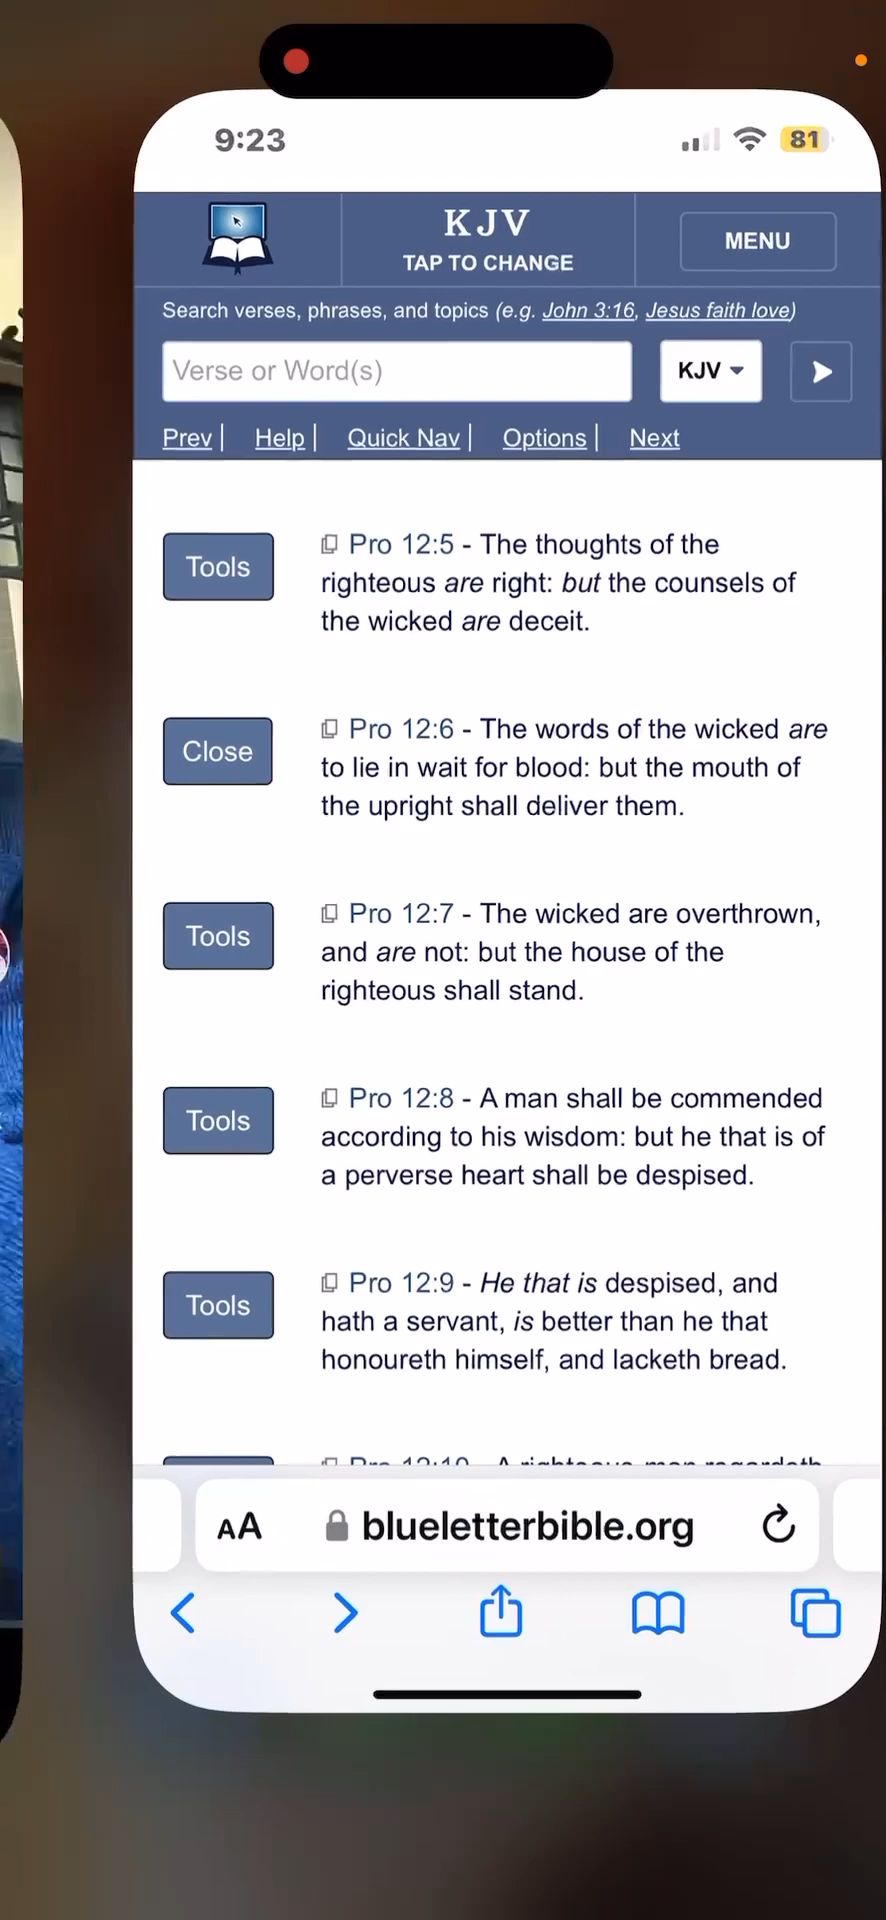 9:23
81
KJV
TAP TO CHANGE
MENU
Search verses, phrases, and topics (e.g. John 3:16, Jesus faith love)
Verse or Word(s)
KJV
Prev | Help | Quick Nav | Options | Next
Tools
Pro 12:5 - The thoughts of the
righteous are right: but the counsels of
the wicked are deceit.
Close
Pro 12:6 - The words of the wicked are
to lie in wait for blood: but the mouth of
the upright shall deliver them.
Tools
Pro 12:7 - The wicked are overthrown,
and are not: but the house of the
righteous shall stand.
Tools
Pro 12:8 - A man shall be commended
according to his wisdom: but he that is of
a perverse heart shall be despised.
Tools
Pro 12:9 - He that is despised, and
hath a servant, is better than he that
honoureth himself, and lacketh bread.
Pro 12:10 - A righteous man regardeth
AA
blueletterbible.org